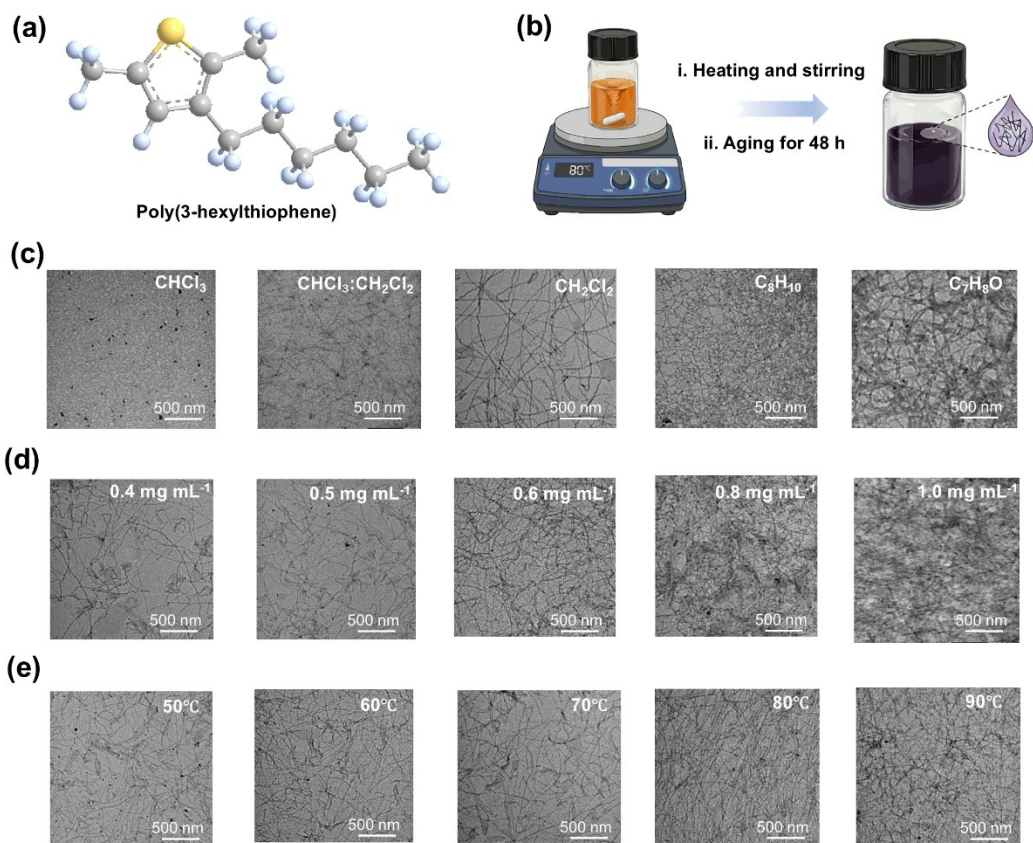 (a)
Poly(3-hexylthiophene)
(b)
80℃
i. Heating and stirring
ii. Aging for 48 h
(c)
CHCl₃
500 nm
CHCl₃:CH₂Cl₂
500 nm
CH₂Cl₂
500 nm
C₈H₁₀
500 nm
C₇H₈O
500 nm
(d)
0.4 mg mL⁻¹
500 nm
0.5 mg mL⁻¹
500 nm
0.6 mg mL⁻¹
500 nm
0.8 mg mL⁻¹
500 nm
1.0 mg mL⁻¹
500 nm
(e)
50℃
500 nm
60℃
500 nm
70℃
500 nm
80℃
500 nm
90℃
500 nm